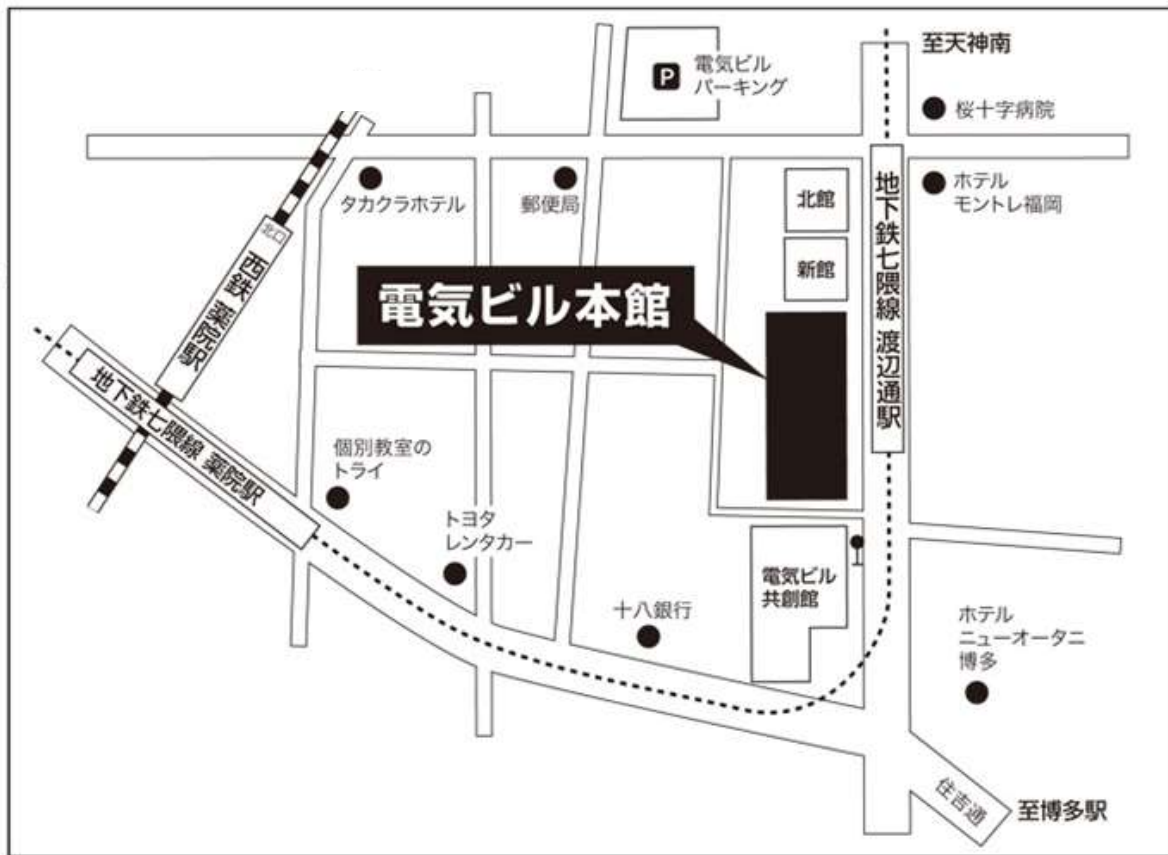 至天神南
P
電気ビル
パーキング
桜十字病院
タカクラホテル
郵便局
北館
ホテル
モントレ福岡
地下鉄七隈線 渡辺通駅
北口
西鉄 薬院駅
新館
電気ビル本館
地下鉄七隈線 薬院駅
個別教室の
トライ
トヨタ
レンタカー
電気ビル
共創館
十八銀行
ホテル
ニューオータニ
博多
住吉通
至博多駅